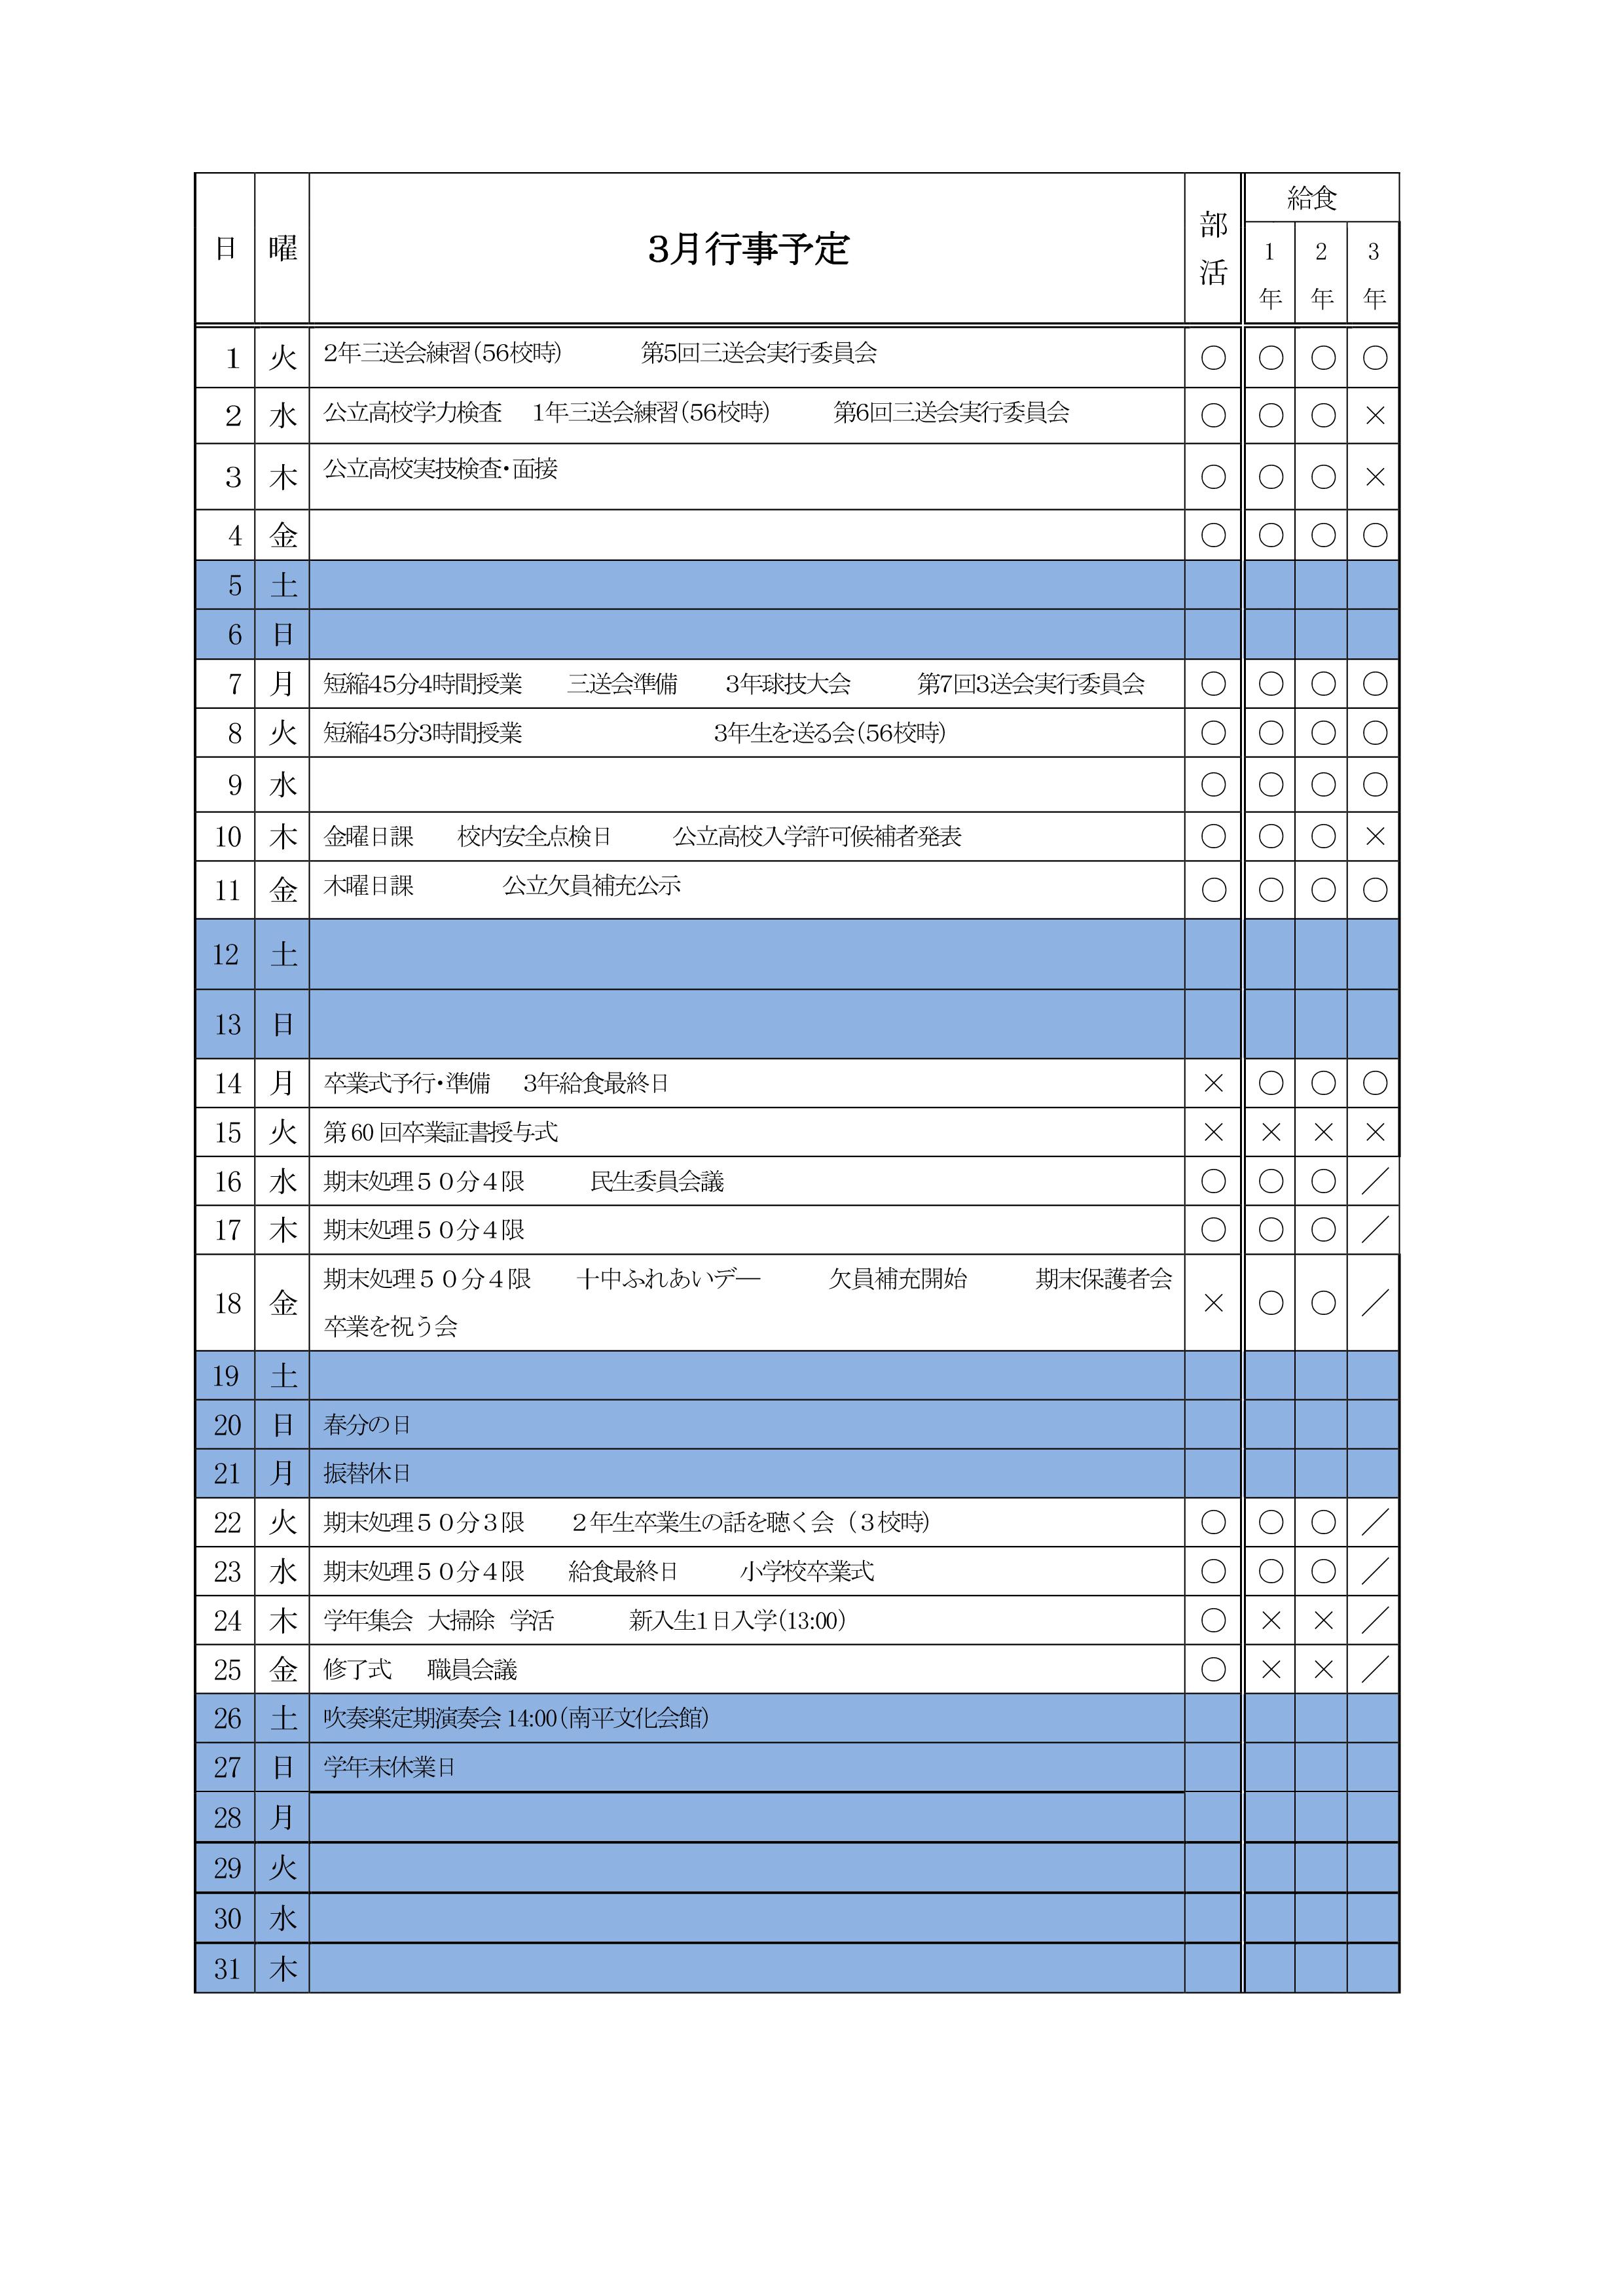 日 曜 3月行事予定 部活 給食
1年 2年 3年
1 火 2年三送会練習(56校時) 第5回三送会実行委員会 ○ ○ ○ ○
2 水 公立高校学力検査 1年三送会練習(56校時) 第6回三送会実行委員会 ○ ○ ○ ×
3 木 公立高校実技検査・面接 ○ ○ ○ ×
4 金 ○ ○ ○ ○
5 土
6 日
7 月 短縮45分4時間授業 三送会準備 3年球技大会 第7回3送会実行委員会 ○ ○ ○ ○
8 火 短縮45分3時間授業 3年生を送る会(56校時) ○ ○ ○ ○
9 水 ○ ○ ○ ○
10 木 金曜日課 校内安全点検日 公立高校入学許可候補者発表 ○ ○ ○ ×
11 金 木曜日課 公立欠員補充公示 ○ ○ ○ ○
12 土
13 日
14 月 卒業式予行・準備 3年給食最終日 × ○ ○ ○
15 火 第60回卒業証書授与式 × × × ×
16 水 期末処理50分4限 民生委員会議 ○ ○ ○ ／
17 木 期末処理50分4限 ○ ○ ○ ／
18 金 期末処理50分4限 十中ふれあいデー 欠員補充開始 期末保護者会 × ○ ○ ／
卒業を祝う会
19 土
20 日 春分の日
21 月 振替休日
22 火 期末処理50分3限 2年生卒業生の話を聴く会（3校時） ○ ○ ○ ／
23 水 期末処理50分4限 給食最終日 小学校卒業式 ○ ○ ○ ／
24 木 学年集会 大掃除 学活 新入生1日入学(13:00) ○ × × ／
25 金 修了式 職員会議 ○ × × ／
26 土 吹奏楽定期演奏会 14:00(南平文化会館)
27 日 学年末休業日
28 月
29 火
30 水
31 木